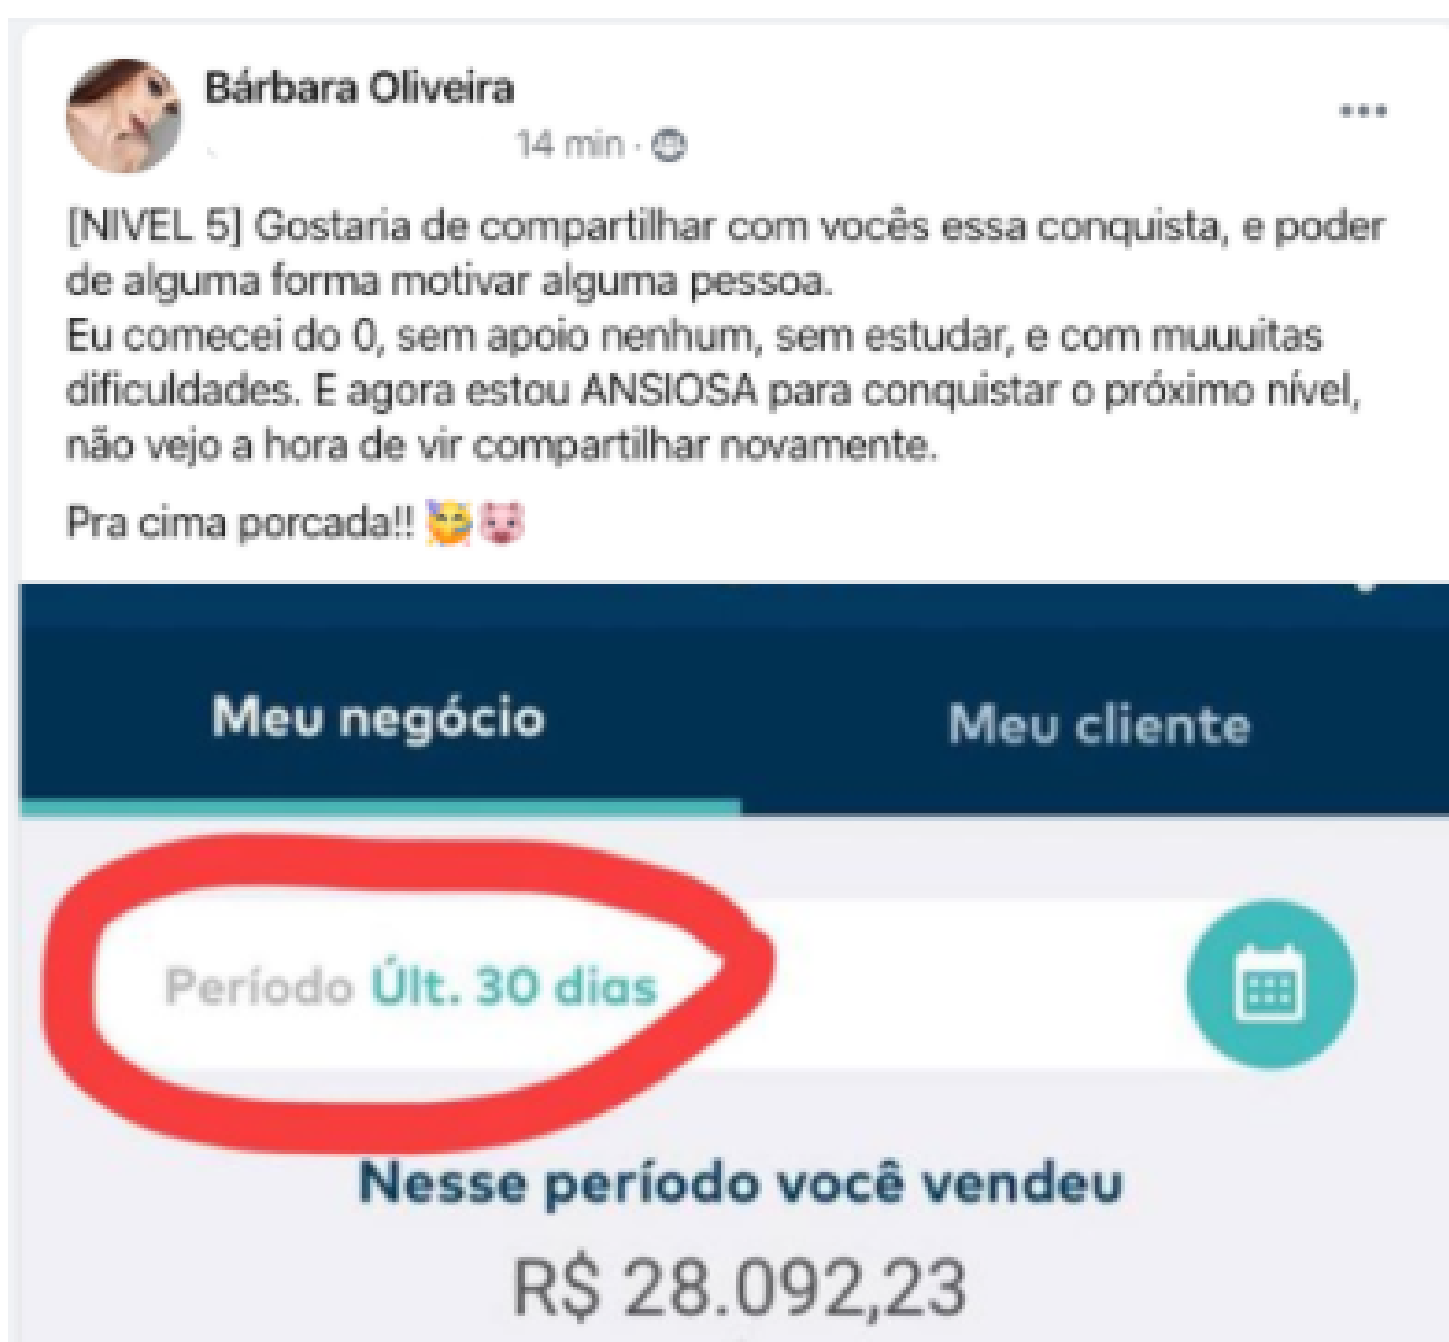 Bárbara Oliveira
14 min ·
[NIVEL 5] Gostaria de compartilhar com vocês essa conquista, e poder
de alguma forma motivar alguma pessoa.
Eu comecei do 0, sem apoio nenhum, sem estudar, e com muuuitas
dificuldades. E agora estou ANSIOSA para conquistar o próximo nível,
não vejo a hora de vir compartilhar novamente.
Pra cima porcada!! 🥳🐷
Meu negócio
Meu cliente
Período Últ. 30 dias
Nesse período você vendeu
R$ 28.092,23